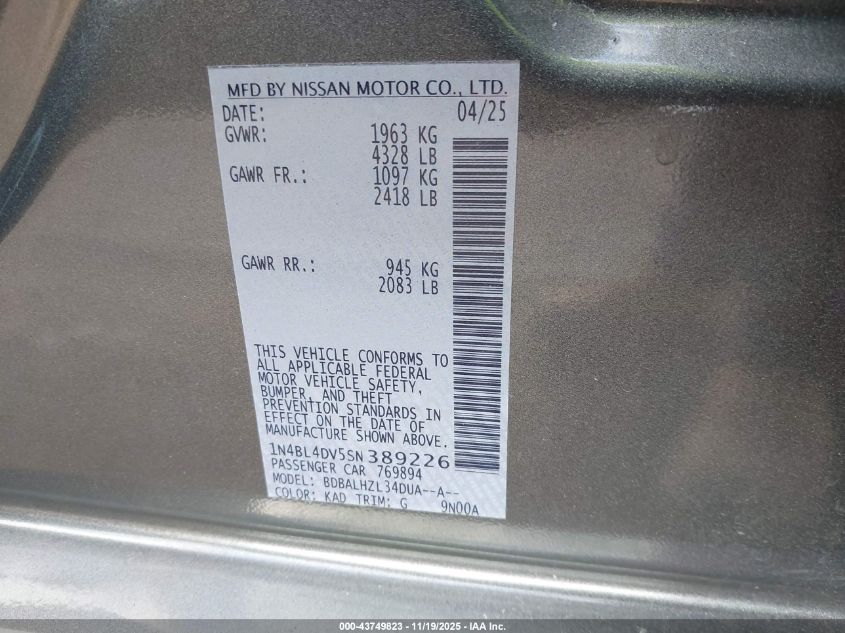 MFD BY NISSAN MOTOR CO., LTD.
DATE: 04/25
GVWR: 1963 KG
4328 LB
GAWR FR.: 1097 KG
2418 LB
GAWR RR.: 945 KG
2083 LB
THIS VEHICLE CONFORMS TO
ALL APPLICABLE FEDERAL
MOTOR VEHICLE SAFETY,
BUMPER, AND THEFT
PREVENTION STANDARDS IN
EFFECT ON THE DATE OF
MANUFACTURE SHOWN ABOVE.
1N4BL4DV5SN389226
PASSENGER CAR 769894
MODEL: BDBALHZL34DUA--A--
COLOR: KAD TRIM: G 9N00A
000-43749823 - 11/19/2025 - IAA Inc.